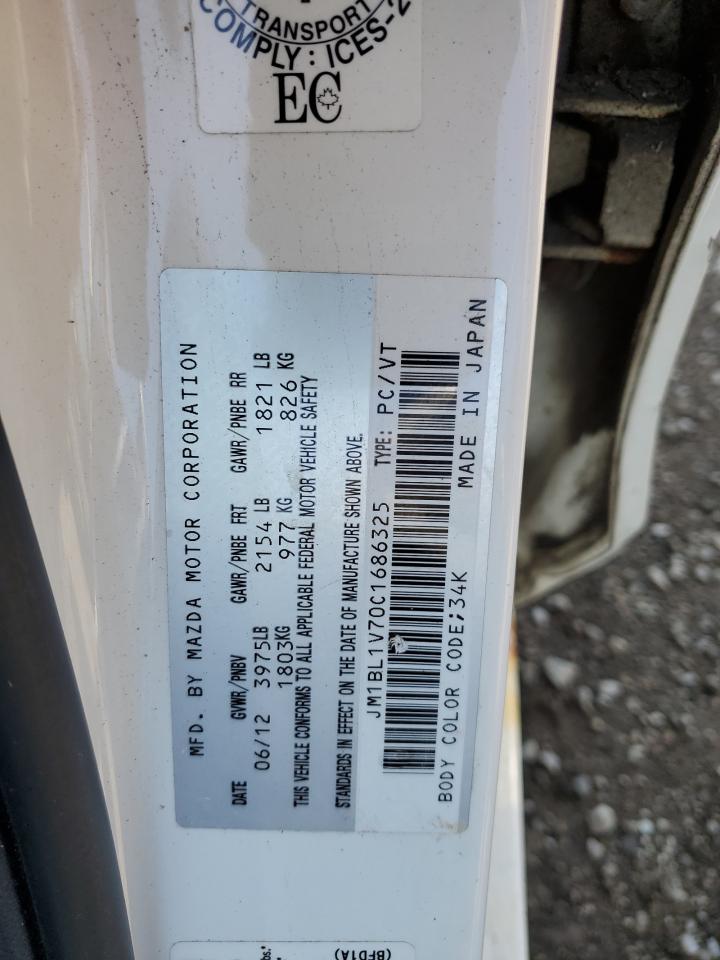 TRANSPORT
COMPLY: ICES-2
EC
MFD. BY MAZDA MOTOR CORPORATION
DATE GVWR/PNBV GAWR/PNBE FRT GAWR/PNBE RR
06/12 3975LB 2154 LB 1821 LB
1803KG 977 KG 826 KG
THIS VEHICLE CONFORMS TO ALL APPLICABLE FEDERAL MOTOR VEHICLE SAFETY
STANDARDS IN EFFECT ON THE DATE OF MANUFACTURE SHOWN ABOVE.
JM1BL1V70C1686325 TYPE: PC/VT
BODY COLOR CODE;34K MADE IN JAPAN
(BFD1A)